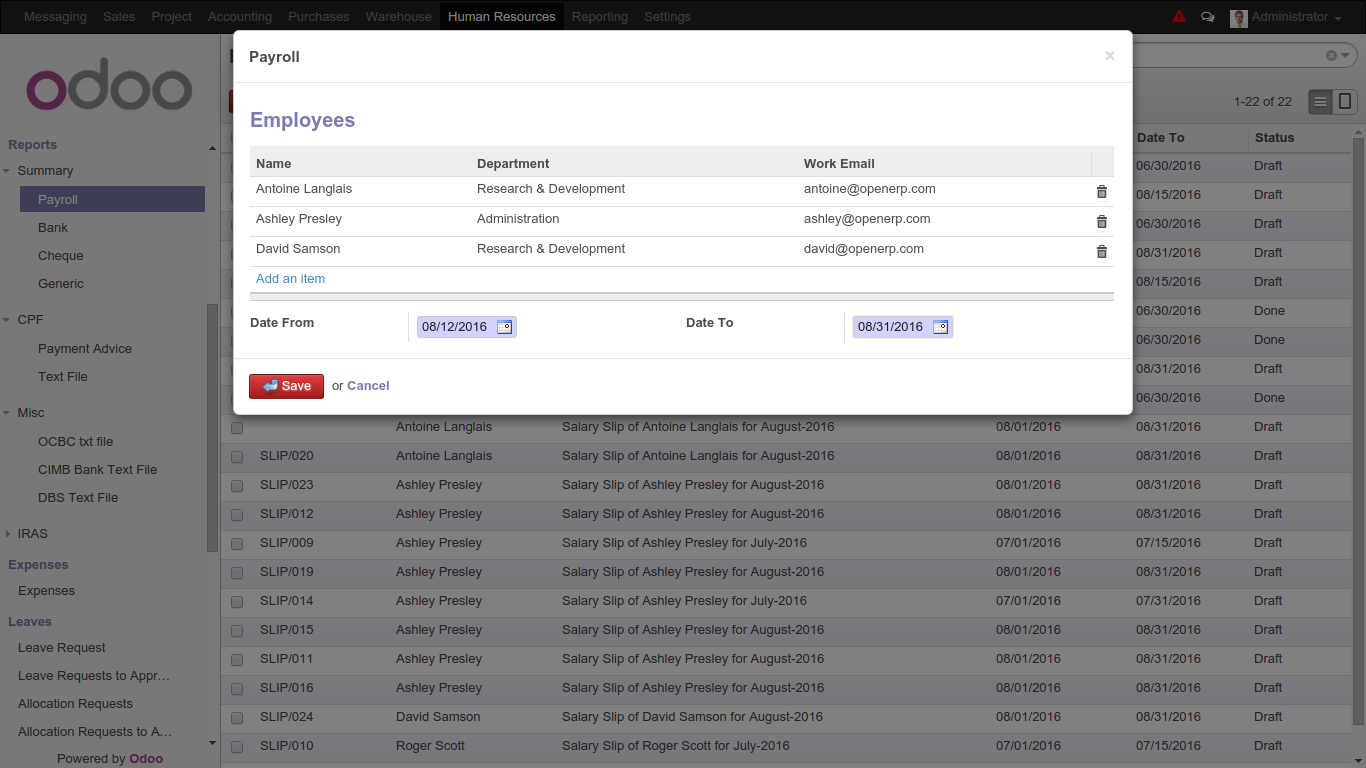 Messaging Sales Project Accounting Purchases Warehouse Human Resources Reporting Settings Administrator
odoo
Reports
Summary
Payroll
Bank
Cheque
Generic
CPF
Payment Advice
Text File
Misc
OCBC txt file
CIMB Bank Text File
DBS Text File
IRAS
Expenses
Expenses
Leaves
Leave Request
Leave Requests to Appr…
Allocation Requests
Allocation Requests to A…
Powered by Odoo
Payroll ×
Employees
Name Department Work Email
Antoine Langlais Research & Development antoine@openerp.com
Ashley Presley Administration ashley@openerp.com
David Samson Research & Development david@openerp.com
Add an item
Date From 08/12/2016 Date To 08/31/2016
Save or Cancel
1-22 of 22
Date To Status
06/30/2016 Draft
08/15/2016 Draft
06/30/2016 Draft
08/31/2016 Draft
08/15/2016 Draft
06/30/2016 Done
06/30/2016 Done
08/31/2016 Draft
06/30/2016 Done
Antoine Langlais Salary Slip of Antoine Langlais for August-2016 08/01/2016 08/31/2016 Draft
SLIP/020 Antoine Langlais Salary Slip of Antoine Langlais for August-2016 08/01/2016 08/31/2016 Draft
SLIP/023 Ashley Presley Salary Slip of Ashley Presley for August-2016 08/01/2016 08/31/2016 Draft
SLIP/012 Ashley Presley Salary Slip of Ashley Presley for August-2016 08/01/2016 08/31/2016 Draft
SLIP/009 Ashley Presley Salary Slip of Ashley Presley for July-2016 07/01/2016 07/15/2016 Draft
SLIP/019 Ashley Presley Salary Slip of Ashley Presley for August-2016 08/01/2016 08/31/2016 Draft
SLIP/014 Ashley Presley Salary Slip of Ashley Presley for July-2016 07/01/2016 07/31/2016 Draft
SLIP/015 Ashley Presley Salary Slip of Ashley Presley for August-2016 08/01/2016 08/31/2016 Draft
SLIP/011 Ashley Presley Salary Slip of Ashley Presley for August-2016 08/01/2016 08/31/2016 Draft
SLIP/016 Ashley Presley Salary Slip of Ashley Presley for August-2016 08/01/2016 08/31/2016 Draft
SLIP/024 David Samson Salary Slip of David Samson for August-2016 08/01/2016 08/31/2016 Draft
SLIP/010 Roger Scott Salary Slip of Roger Scott for July-2016 07/01/2016 07/15/2016 Draft